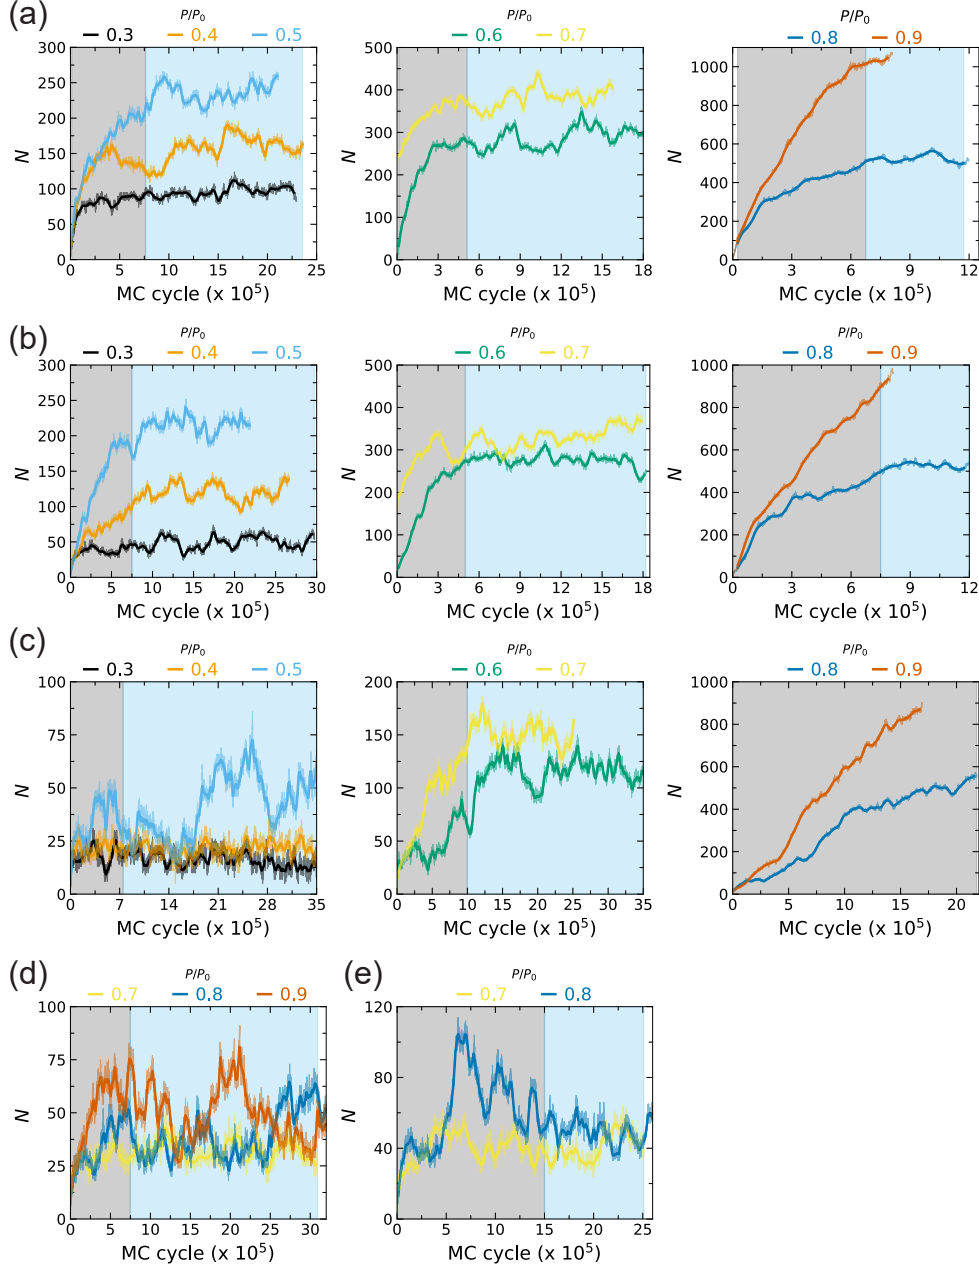 (a)
P/P0
0.3 0.4 0.5
300
250
200
150
100
50
0
N
0 5 10 15 20 25
MC cycle (x 10^5)
P/P0
0.6 0.7
500
400
300
200
100
0
N
0 3 6 9 12 15 18
MC cycle (x 10^5)
P/P0
0.8 0.9
1000
800
600
400
200
0
N
0 3 6 9 12
MC cycle (x 10^5)
(b)
P/P0
0.3 0.4 0.5
300
250
200
150
100
50
0
N
0 5 10 15 20 25 30
MC cycle (x 10^5)
P/P0
0.6 0.7
500
400
300
200
100
0
N
0 3 6 9 12 15 18
MC cycle (x 10^5)
P/P0
0.8 0.9
1000
800
600
400
200
0
N
0 3 6 9 12
MC cycle (x 10^5)
(c)
P/P0
0.3 0.4 0.5
100
75
50
25
0
N
0 7 14 21 28 35
MC cycle (x 10^5)
P/P0
0.6 0.7
200
150
100
50
0
N
0 5 10 15 20 25 30 35
MC cycle (x 10^5)
P/P0
0.8 0.9
1000
800
600
400
200
0
N
0 5 10 15 20
MC cycle (x 10^5)
(d)
P/P0
0.7 0.8 0.9
100
75
50
25
0
N
0 5 10 15 20 25 30
MC cycle (x 10^5)
(e)
P/P0
0.7 0.8
120
80
40
0
N
0 5 10 15 20 25
MC cycle (x 10^5)